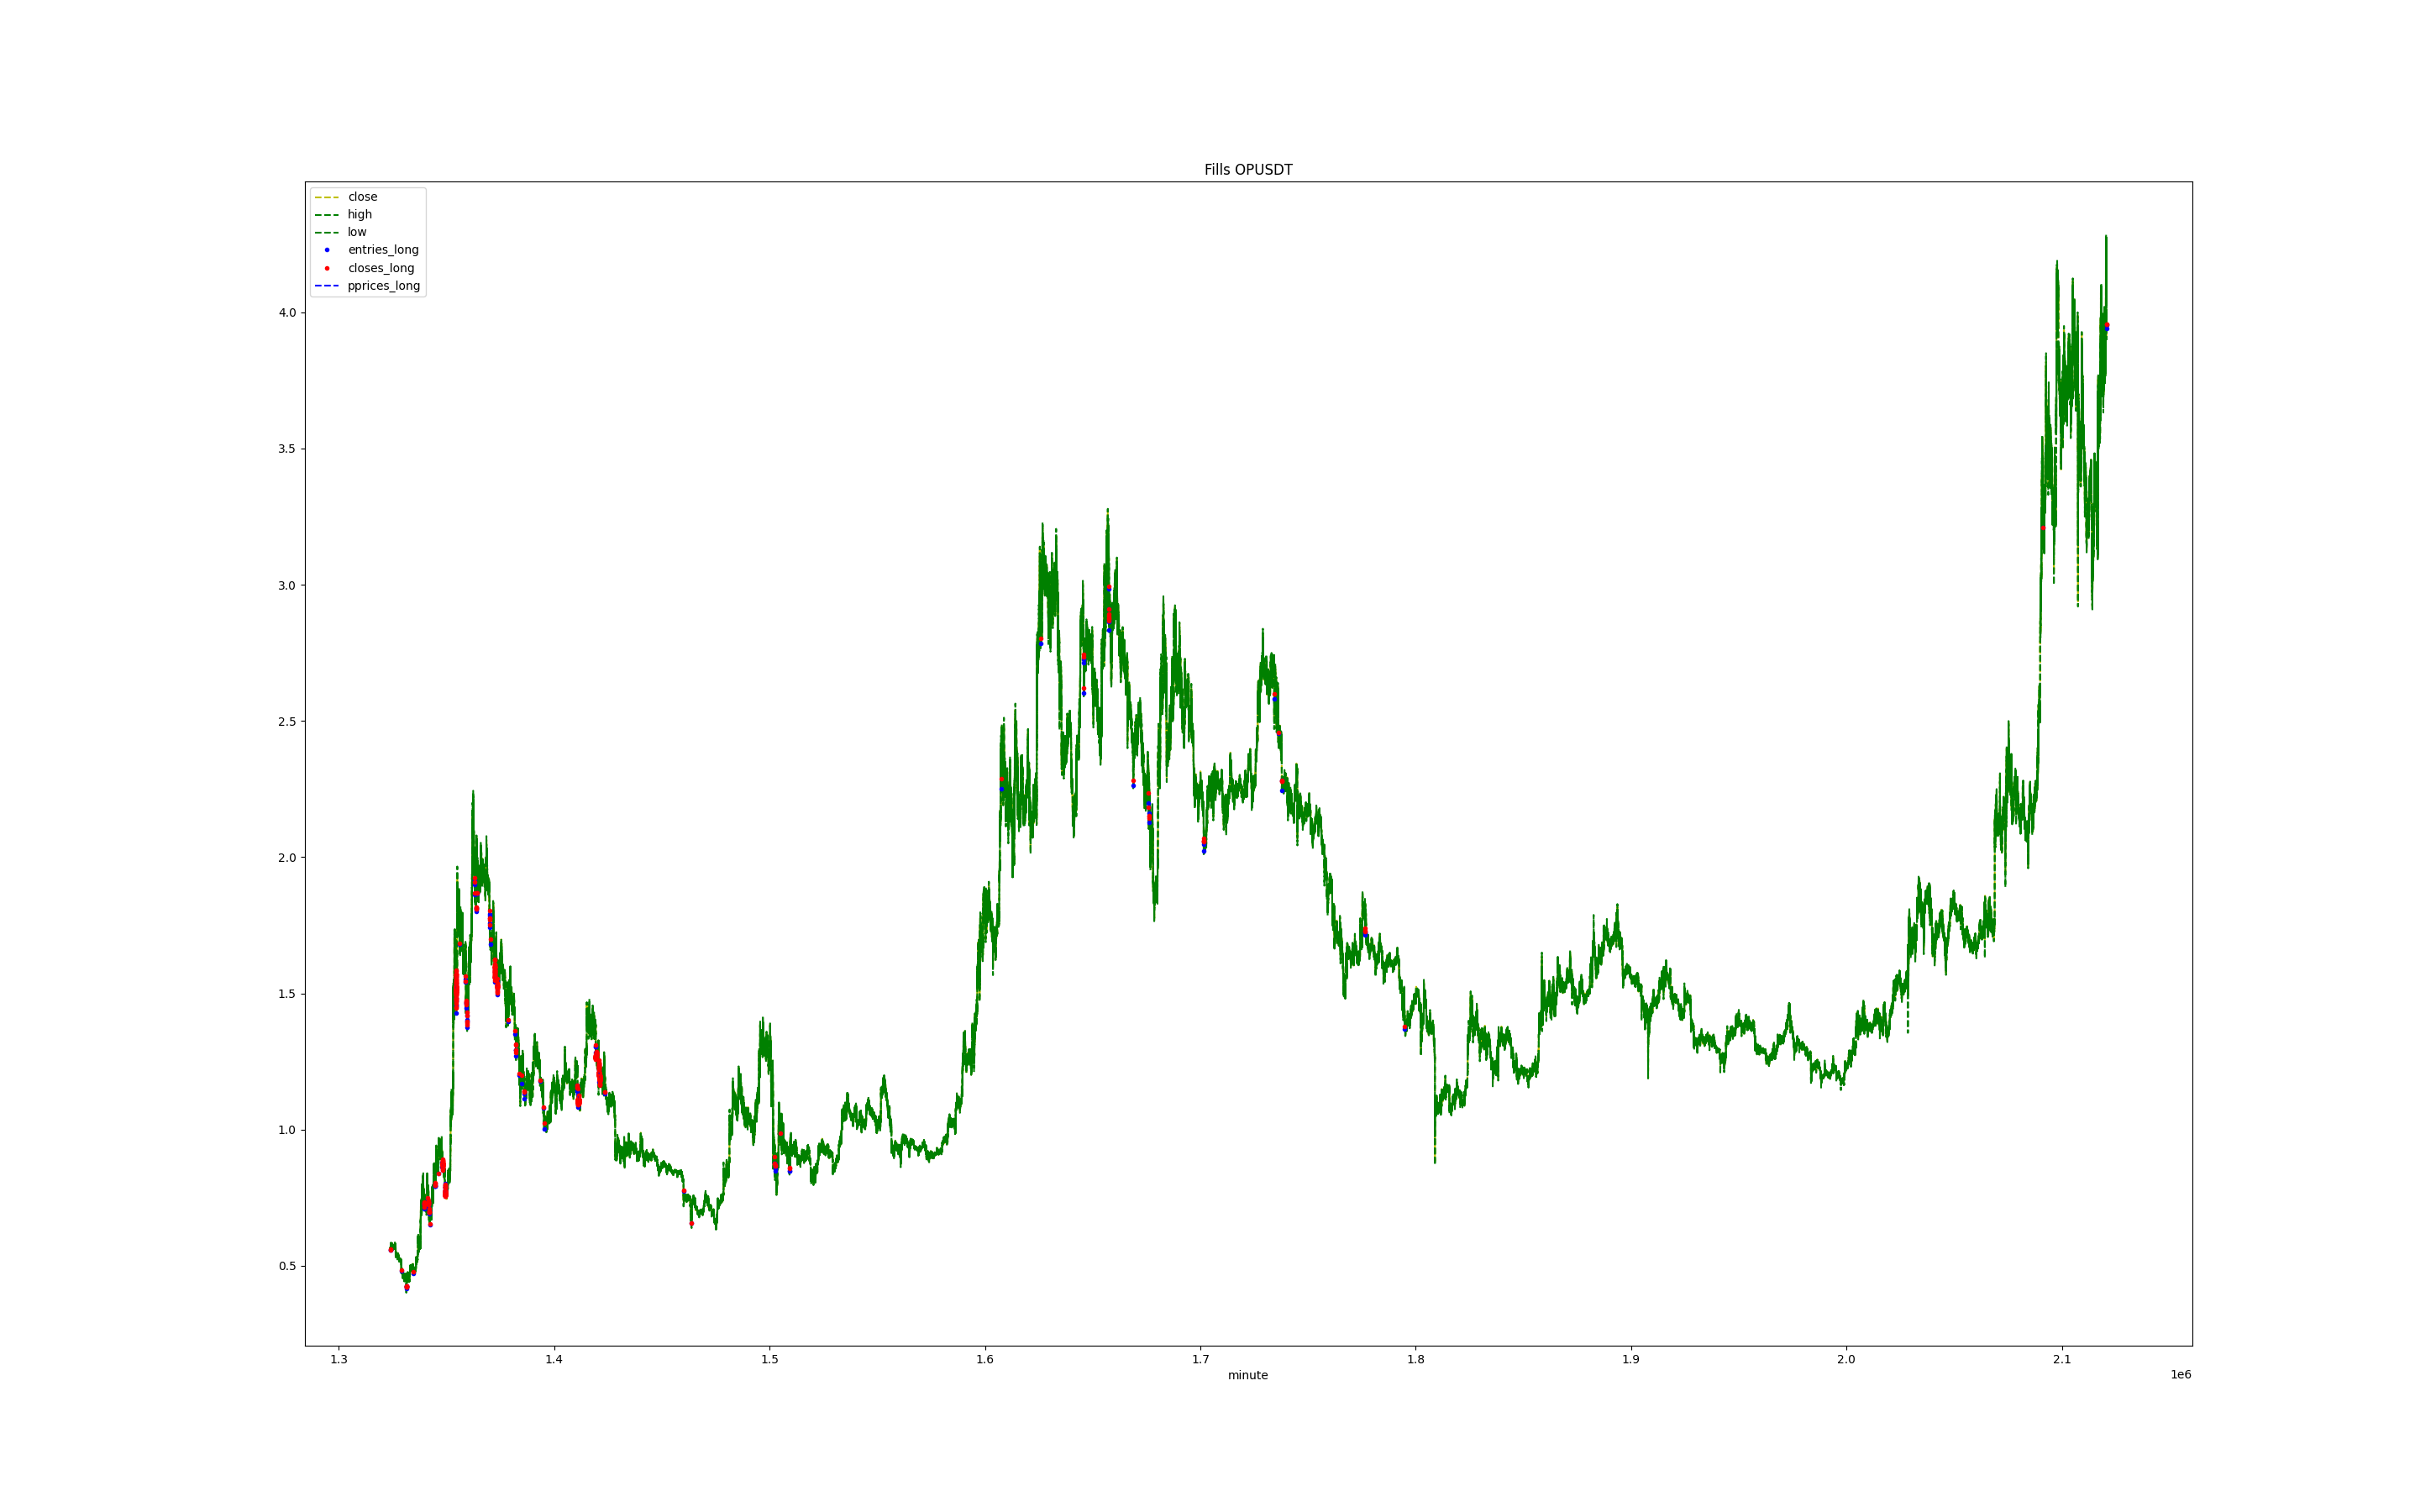 Fills OPUSDT
close
high
low
entries_long
closes_long
pprices_long
4.0
3.5
3.0
2.5
2.0
1.5
1.0
0.5
1.3 1.4 1.5 1.6 1.7 1.8 1.9 2.0 2.1
minute 1e6